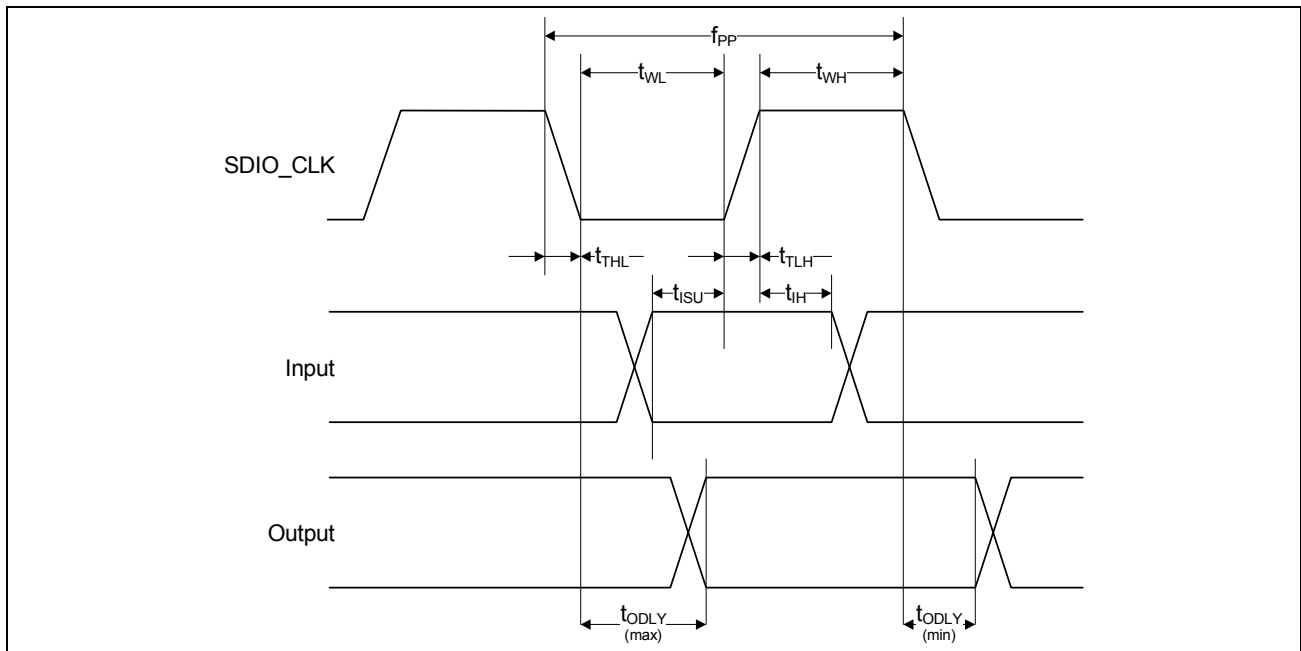 fPP
tWL
tWH
SDIO_CLK
tTHL
tTLH
tISU
tIH
Input
Output
tODLY
(max)
tODLY
(min)